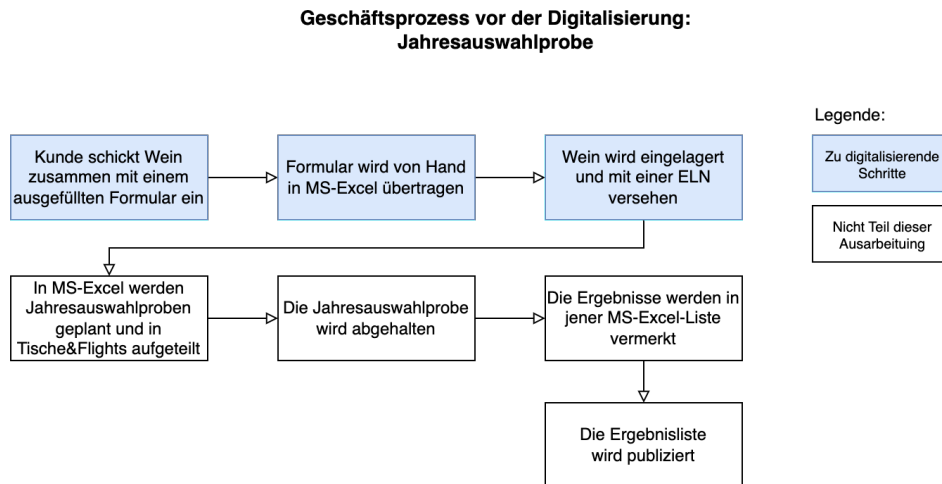 Geschäftsprozess vor der Digitalisierung:
Jahresauswahlprobe
Legende:
Kunde schickt Wein
zusammen mit einem
ausgefüllten Formular ein
Formular wird von Hand
in MS-Excel übertragen
Wein wird eingelagert
und mit einer ELN
versehen
Zu digitalisierende
Schritte
Nicht Teil dieser
Ausarbeitung
In MS-Excel werden
Jahresauswahlproben
geplant und in
Tische&Flights aufgeteilt
Die Jahresauswahlprobe
wird abgehalten
Die Ergebnisse werden in
jener MS-Excel-Liste
vermerkt
Die Ergebnisliste
wird publiziert